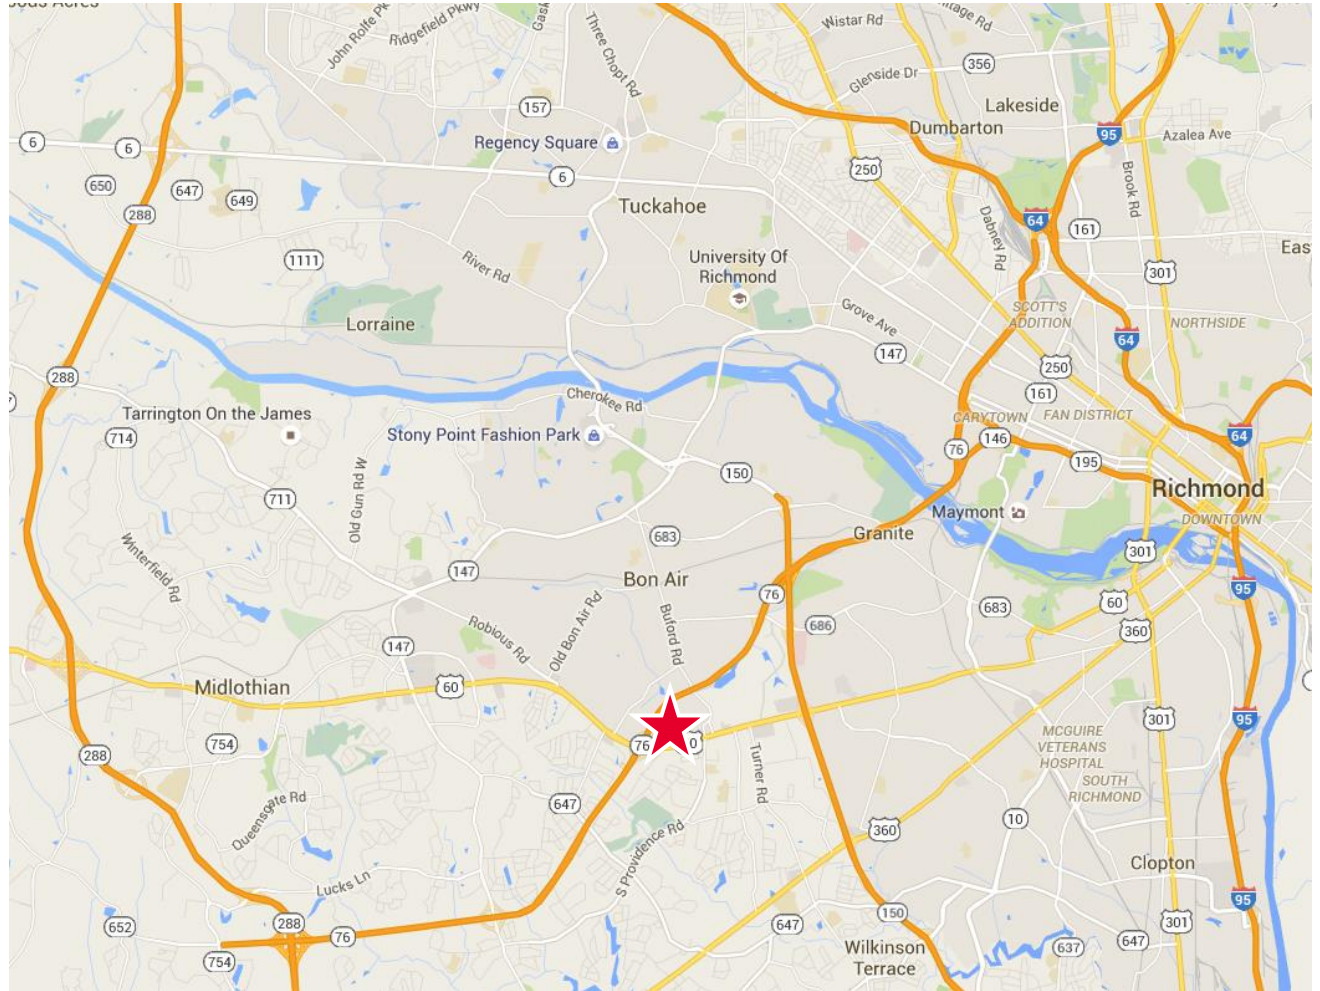 John Rolfe Pk
Ridgefield Pkwy
Gask
Three Chopt Rd
Wistar Rd
Glenside Dr
356
Lakeside
Dumbarton
95
Azalea Ave
157
Regency Square
6
6
6
250
650
647
649
288
Tuckahoe
Brook Rd
64
161
Dabney Rd
East
1111
River Rd
University Of
Richmond
301
Lorraine
Grove Ave
SCOTT'S
ADDITION
NORTHSIDE
147
64
250
288
161
Cherokee Rd
Tarrington On the James
CARYTOWN
FAN DISTRICT
714
Stony Point Fashion Park
146
64
76
195
150
Richmond
711
Old Gun Rd W
Maymont
DOWNTOWN
683
Granite
301
Winterfield Rd
147
Bon Air
95
76
60
683
Old Bon Air Rd
Buford Rd
686
360
Robious Rd
147
60
Midlothian
301
95
754
76
0
MCGUIRE
VETERANS
HOSPITAL
288
Turner Rd
SOUTH
RICHMOND
647
Queensgate Rd
10
360
S Providence Rd
Clopton
Lucks Ln
95
150
652
288
647
301
76
647
637
754
Wilkinson
Terrace